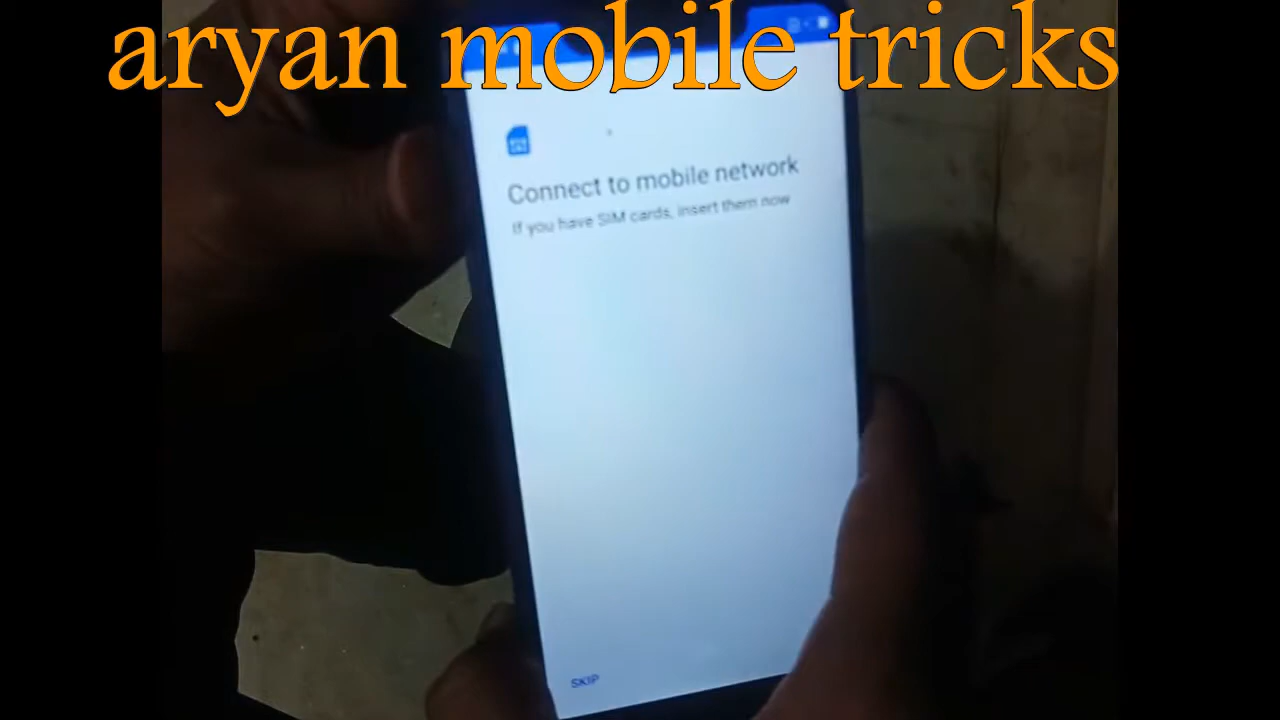 aryan mobile tricks
Connect to mobile network
If you have SIM cards, insert them now
SKIP